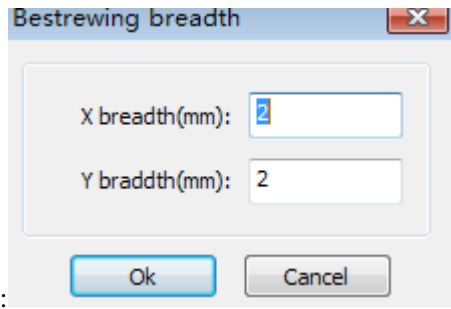 Bestrewing breadth
X breadth(mm): 2
Y braddth(mm): 2
Ok Cancel
: